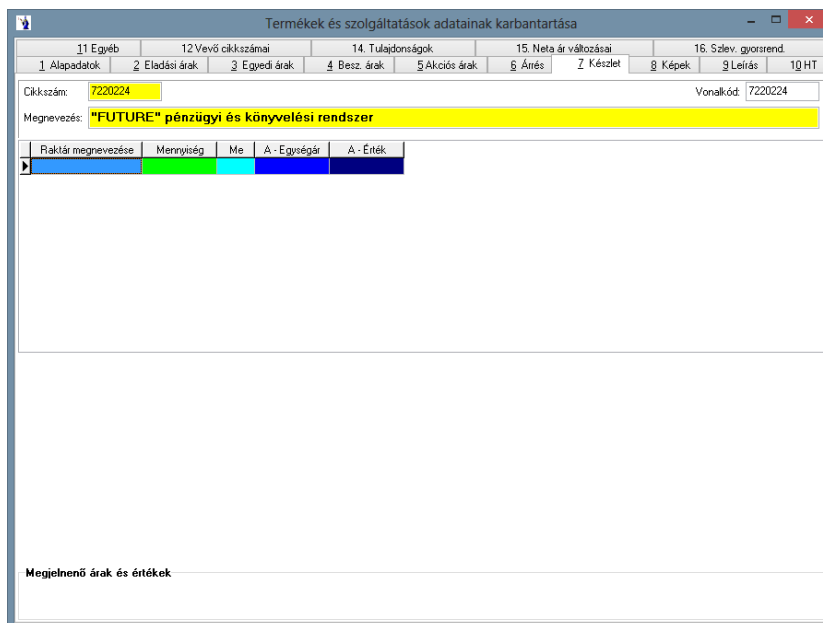 Termékek és szolgáltatások adatainak karbantartása
11 Egyéb 12 Vevő cikkszámai 14. Tulajdonságok 15. Neta ár változásai 16. Szlev. gyorsrend.
1 Alapadatok 2 Eladási árak 3 Egyedi árak 4 Besz. árak 5 Akciós árak 6 Árrés 7 Készlet 8 Képek 9 Leírás 10 HT
Cikkszám: 7220224 Vonalkód: 7220224
Megnevezés: "FUTURE" pénzügyi és könyvelési rendszer
Raktár megnevezése Mennyiség Me A - Egységár A - Érték
Megjelnenő árak és értékek